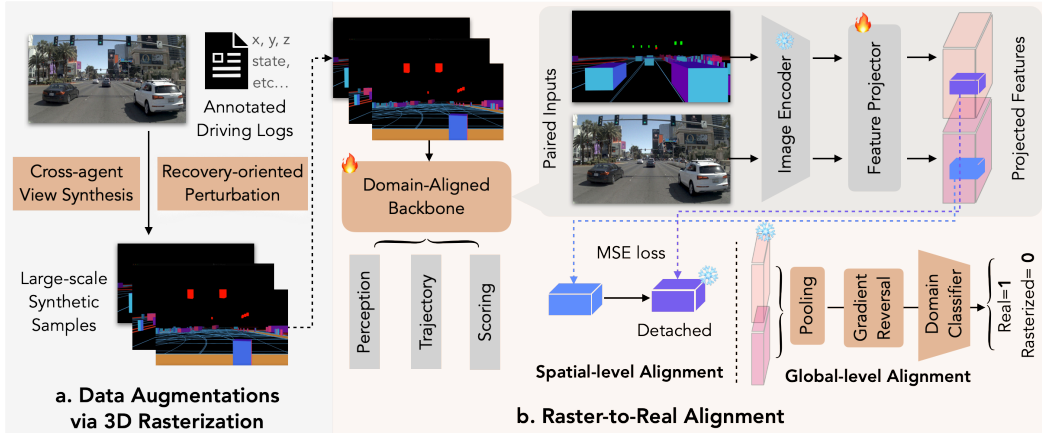 x, y, z
state,
etc...
Annotated
Driving Logs
Cross-agent
View Synthesis
Recovery-oriented
Perturbation
Large-scale
Synthetic
Samples
a. Data Augmentations
via 3D Rasterization
Domain-Aligned
Backbone
Perception
Trajectory
Scoring
Paired Inputs
Image Encoder
Feature Projector
Projected Features
MSE loss
Detached
Spatial-level Alignment
Pooling
Gradient
Reversal
Domain
Classifier
Real=1
Rasterized= 0
Global-level Alignment
b. Raster-to-Real Alignment